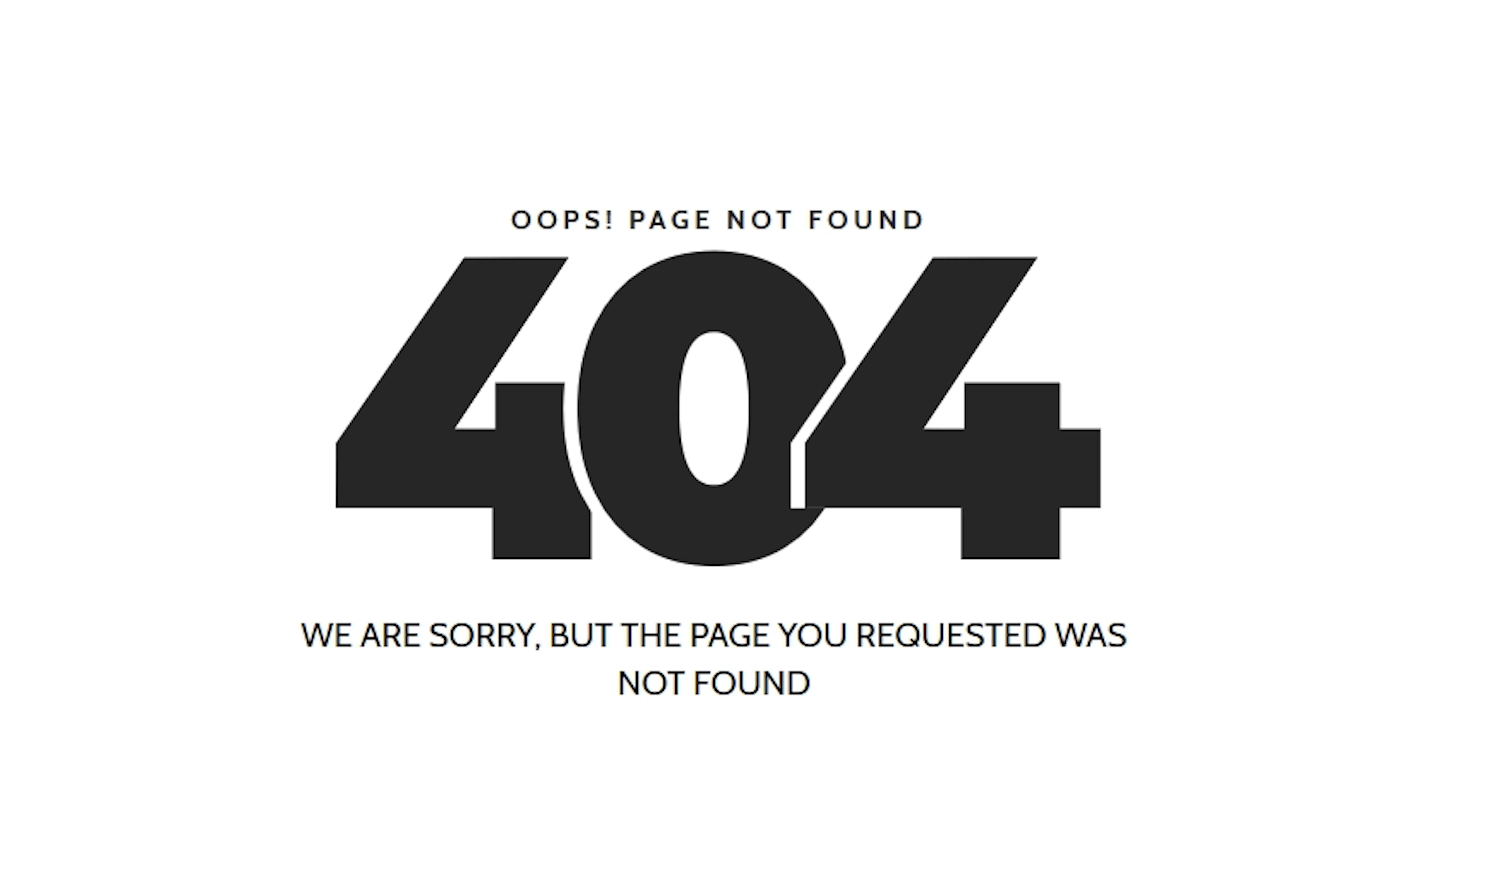 OOPS! PAGE NOT FOUND
404
WE ARE SORRY, BUT THE PAGE YOU REQUESTED WAS
NOT FOUND